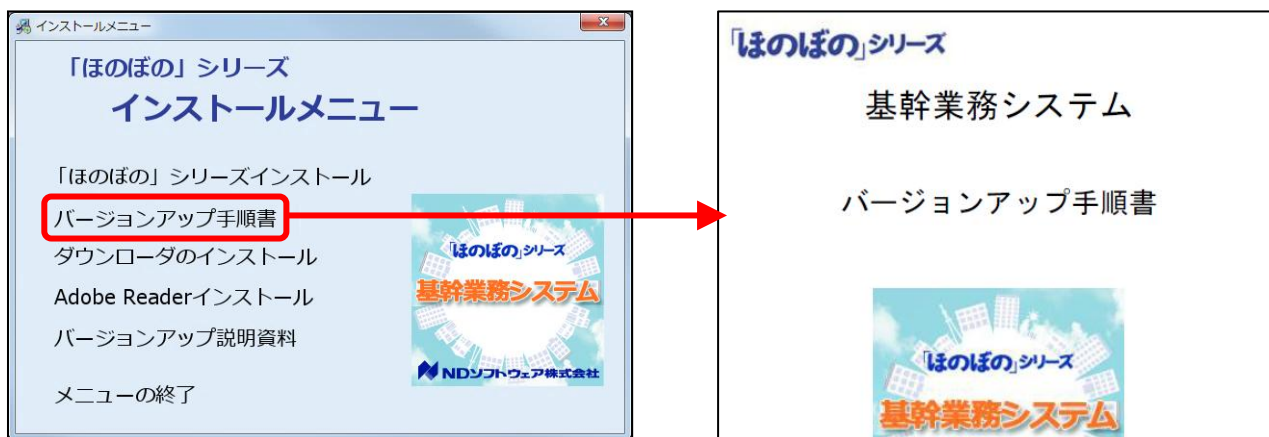 インストールメニュー
「ほのぼの」シリーズ
インストールメニュー
「ほのぼの」シリーズインストール
バージョンアップ手順書
ダウンローダのインストール
Adobe Readerインストール
バージョンアップ説明資料
メニューの終了
「ほのぼの」シリーズ
基幹業務システム
NDソフトウェア株式会社
「ほのぼの」シリーズ
基幹業務システム
バージョンアップ手順書
「ほのぼの」シリーズ
基幹業務システム